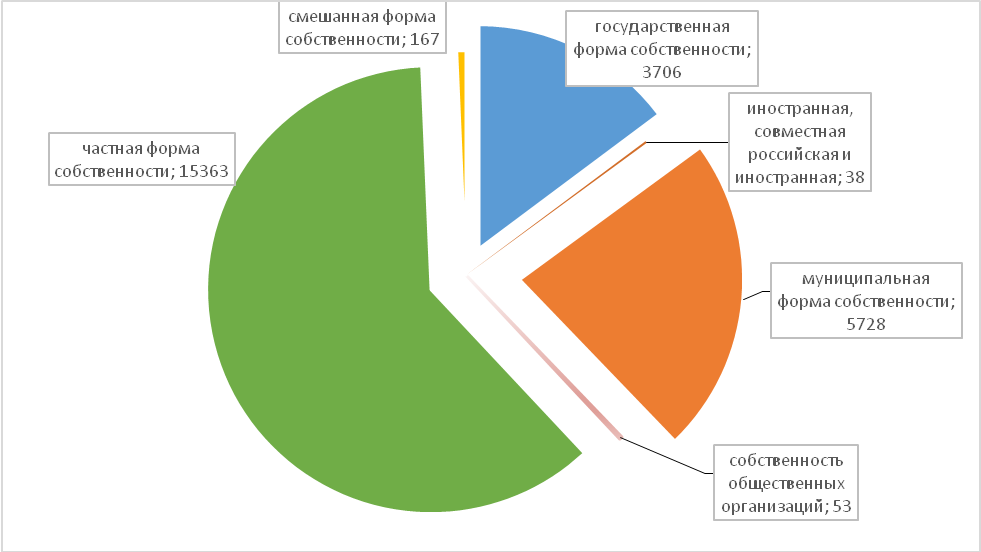 смешанная форма
собственности; 167
государственная
форма собственности;
3706
иностранная,
совместная
российская и
иностранная; 38
частная форма
собственности; 15363
муниципальная
форма собственности;
5728
собственность
общественных
организаций; 53